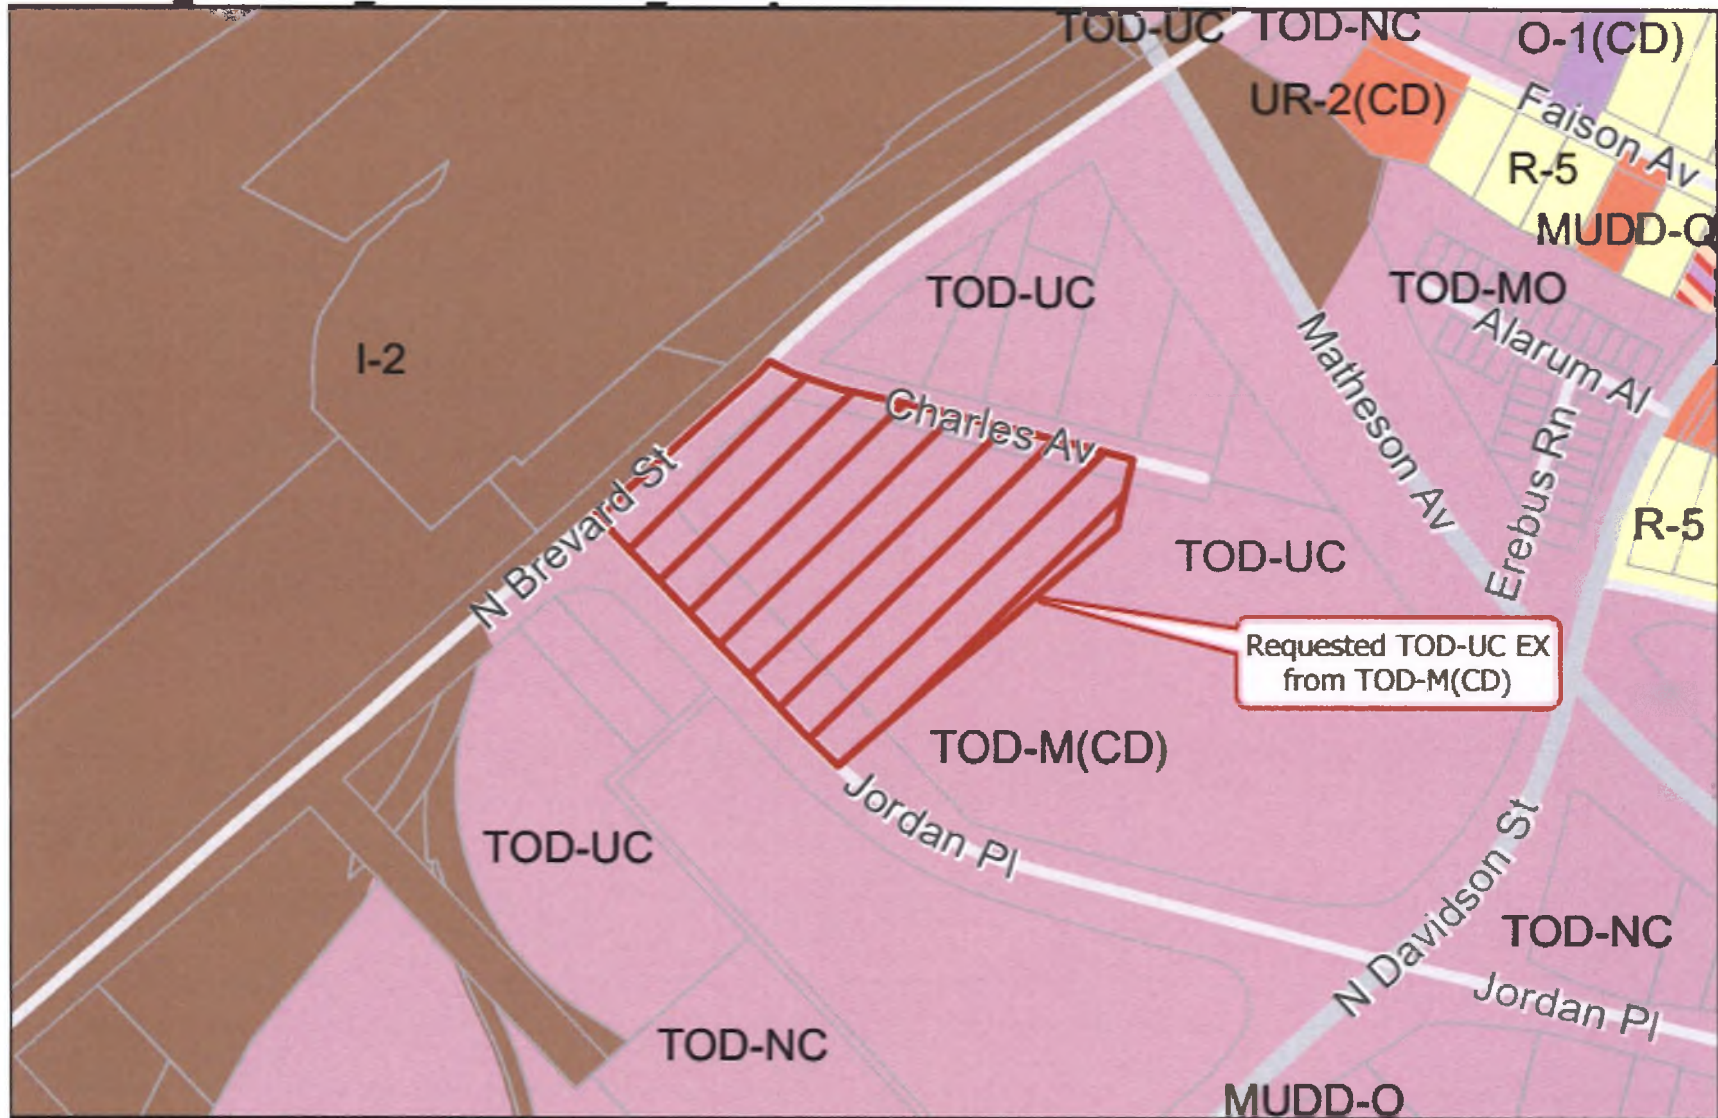 TOD-UC
TOD-NC
O-1(CD)
UR-2(CD)
Faison Av
R-5
MUDD-O
TOD-UC
TOD-MO
Alarum Al
I-2
Matheson Av
Charles Av
Erebus Rn
N Brevard St
R-5
TOD-UC
Requested TOD-UC EX
from TOD-M(CD)
TOD-M(CD)
Jordan Pl
TOD-UC
N Davidson St
TOD-NC
Jordan Pl
TOD-NC
MUDD-O